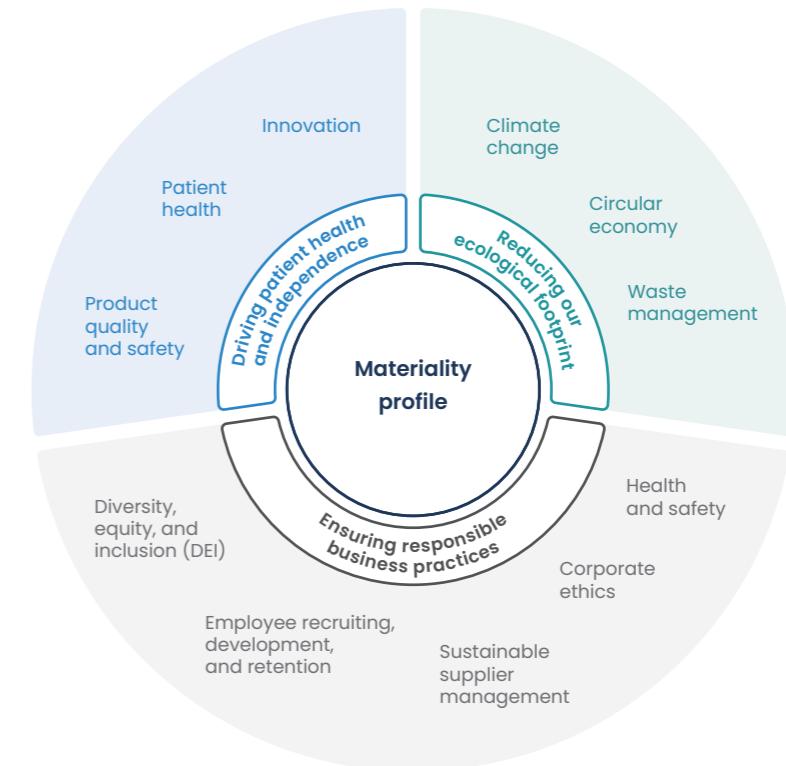 Innovation
Patient
health
Product
quality
and safety
Driving patient health
and independence
Climate
change
Circular
economy
Waste
management
Reducing our
ecological footprint
Materiality
profile
Ensuring responsible
business practices
Health
and safety
Corporate
ethics
Sustainable
supplier
management
Employee recruiting,
development,
and retention
Diversity,
equity, and
inclusion (DEI)